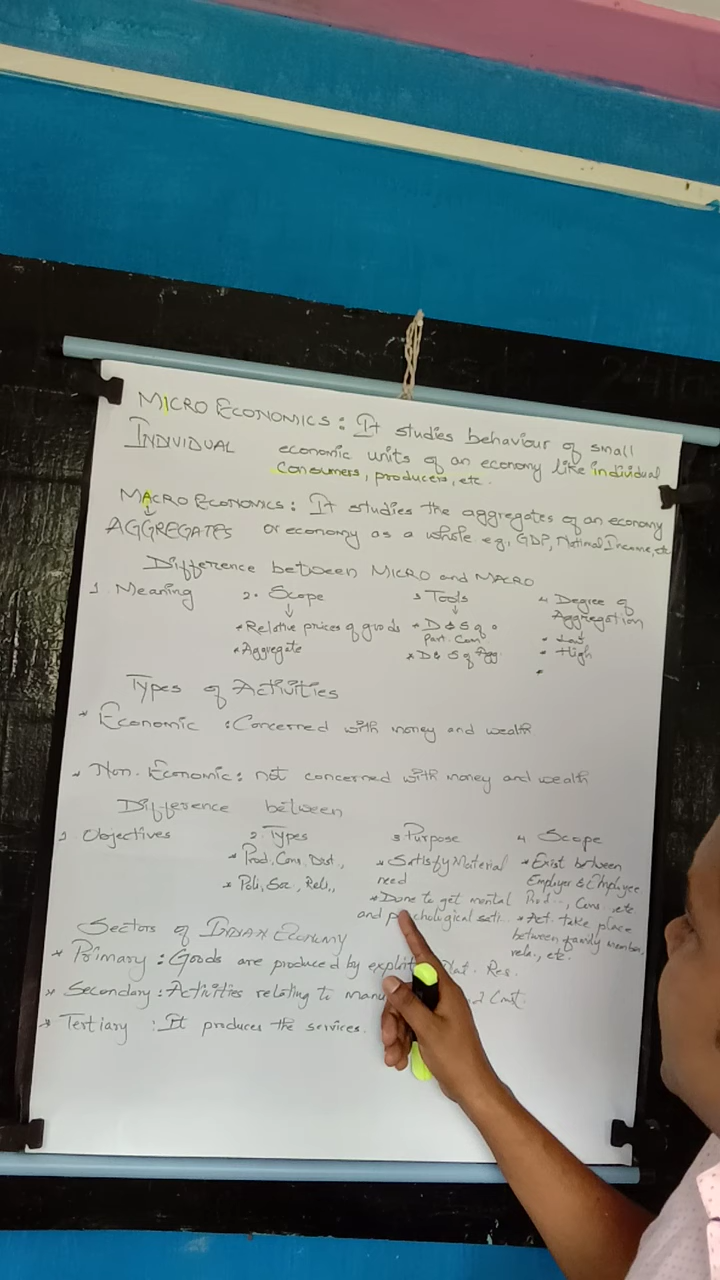 MICRO ECONOMICS: It studies behaviour of small
INDIVIDUAL economic units of an economy like individual
Consumers, producers, etc.
MACRO ECONOMICS: It studies the aggregates of an economy
AGGREGATES or economy as a whole eg, GDP, National Income, etc
Difference between MICRO and MACRO
1. Meaning 2. Scope 3 Tools 4 Degree of
Aggregation
* Relative prices of goods * D & S of a
Part. Com * Low
* Aggregate * D & S of Agg. * High
Types of Activities
* Economic : Concerned with money and wealth
* Non-Economic: not concerned with money and wealth
Difference between
1 Objectives 2. Types 3 Purpose 4 Scope
* Prod, Con, Dist., * Satisfy Material need * Exist between
Employer & Employee
* Poli, Soc, Reli,, * Done to get mental Prod.., Cons. etc.
and psychological sati.. * Act. take place
between family member,
rela., etc.
Sectors of INDIAN ECONOMY
* Primary : Goods are produced by exploit Nat. Res.
* Secondary : Activities relating to manu Const.
* Tertiary : It produces the services.